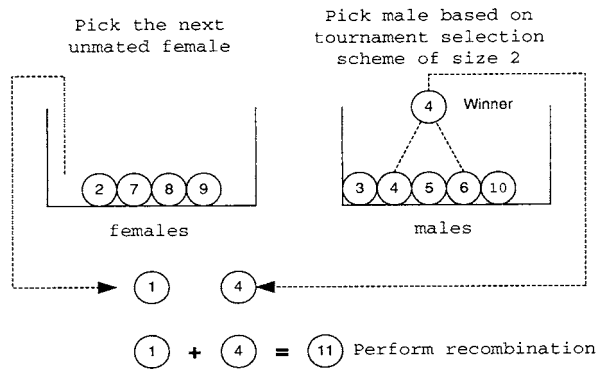 Pick the next
unmated female
Pick male based on
tournament selection
scheme of size 2
4 Winner
2 7 8 9
3 4 5 6 10
females
males
1 4
1 + 4 = 11 Perform recombination